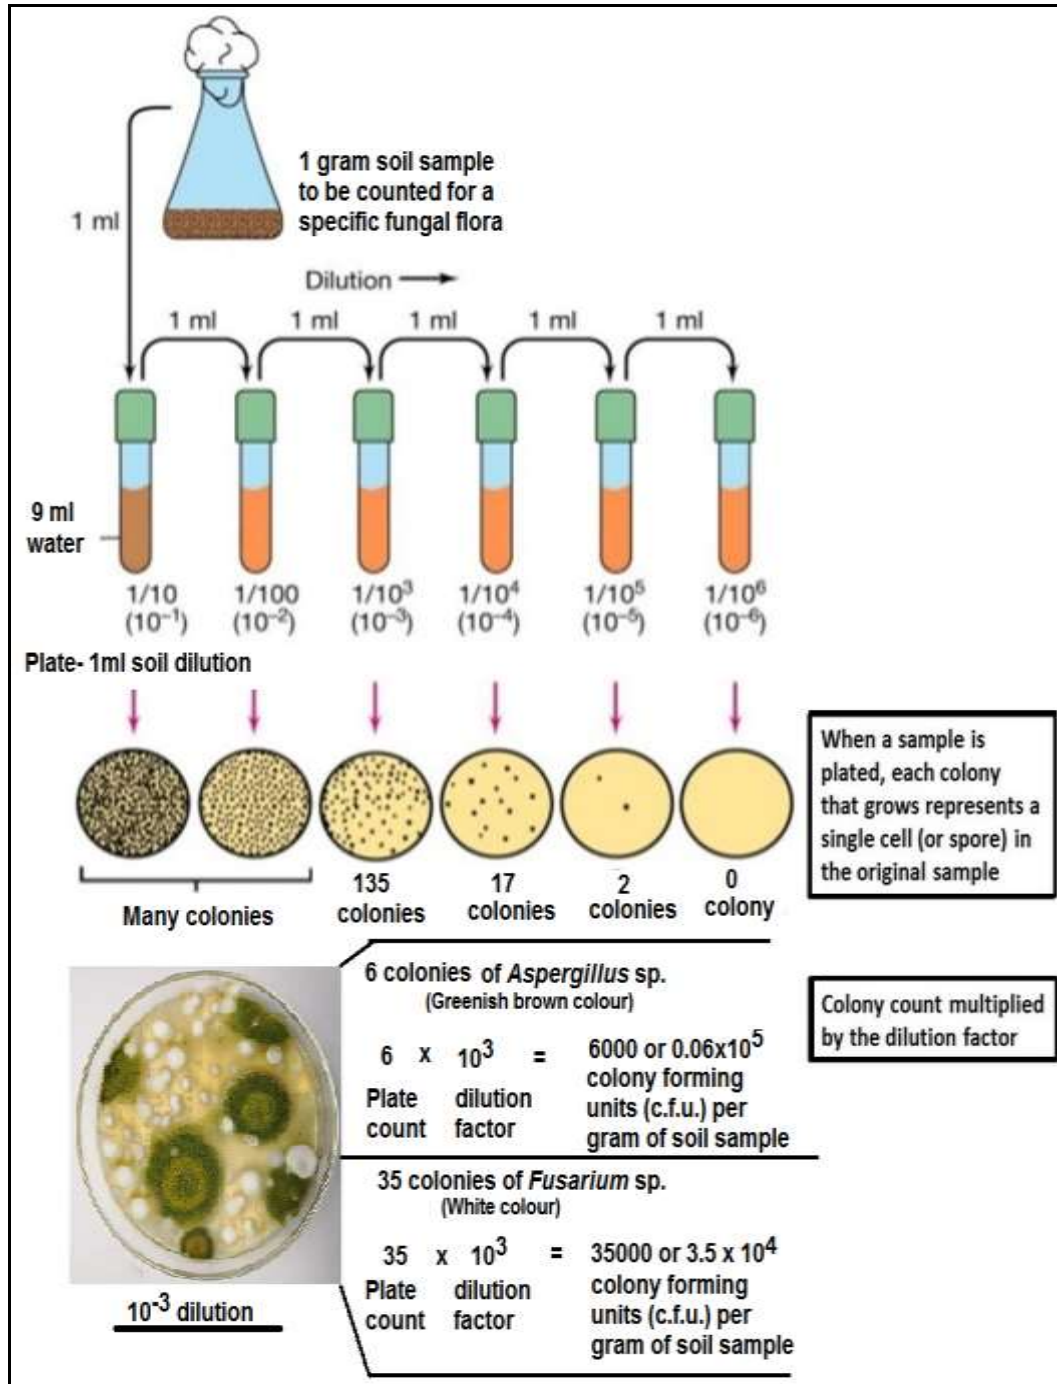 1 gram soil sample
to be counted for a
specific fungal flora
1 ml
Dilution
1 ml 1 ml 1 ml 1 ml 1 ml
9 ml
water
1/10 1/100 1/10³ 1/10⁴ 1/10⁵ 1/10⁶
(10⁻¹) (10⁻²) (10⁻³) (10⁻⁴) (10⁻⁵) (10⁻⁶)
Plate- 1ml soil dilution
When a sample is
plated, each colony
that grows represents a
single cell (or spore) in
the original sample
Many colonies
135
colonies
17
colonies
2
colonies
0
colony
6 colonies of Aspergillus sp.
(Greenish brown colour)
6 x 10³ = 6000 or 0.06x10⁵
colony forming
units (c.f.u.) per
gram of soil sample
Plate
count
dilution
factor
Colony count multiplied
by the dilution factor
35 colonies of Fusarium sp.
(White colour)
35 x 10³ = 35000 or 3.5 x 10⁴
colony forming
units (c.f.u.) per
gram of soil sample
Plate
count
dilution
factor
10⁻³ dilution